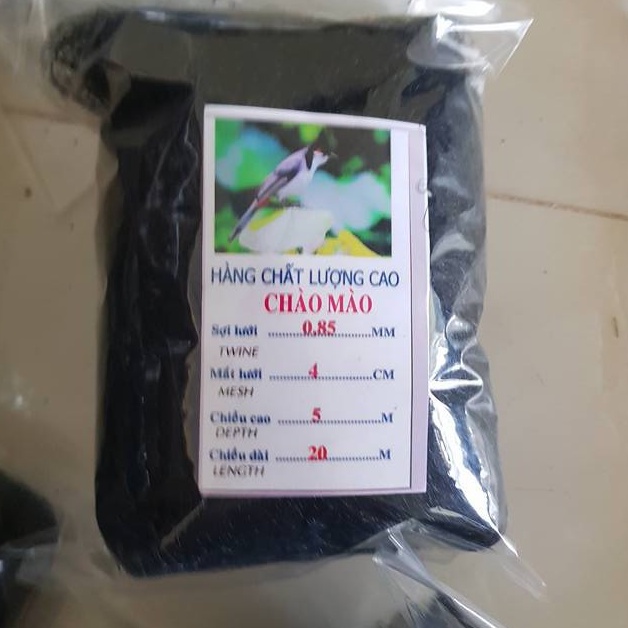 HÀNG CHẤT LƯỢNG CAO
CHÀO MÀO
Sợi lưới ........0.85........MM
TWINE
Mắt lưới ........4........CM
MESH
Chiều cao ........5........M
DEPTH
Chiều dài ........20........M
LENGTH